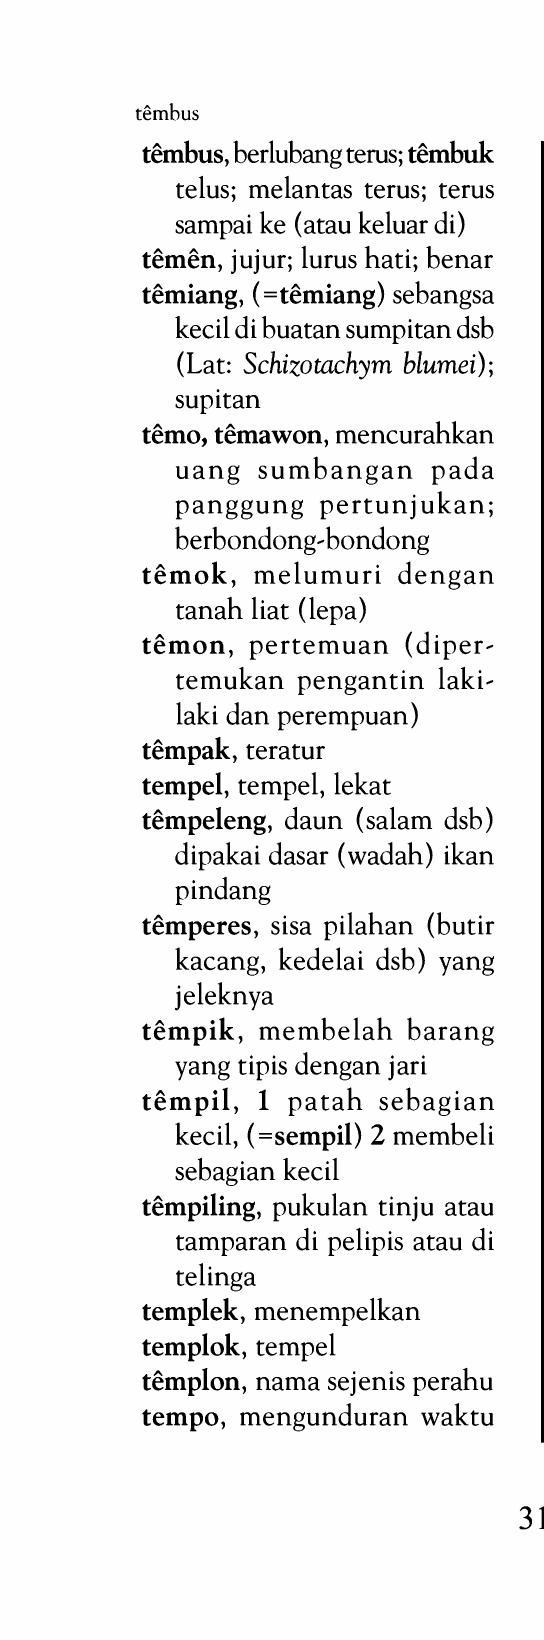 têmbus
têmbus, berlubang terus; têmbuk
telus; melantas terus; terus
sampai ke (atau keluar di)
têmên, jujur; lurus hati; benar
têmiang, (=têmiang) sebangsa
kecil di buatan sumpitan dsb
(Lat: Schizotachym blumei);
supitan
têmo, têmawon, mencurahkan
uang sumbangan pada
panggung pertunjukan;
berbondong-bondong
têmok, melumuri dengan
tanah liat (lepa)
têmon, pertemuan (diper-
temukan pengantin laki-
laki dan perempuan)
têmpak, teratur
tempel, tempel, lekat
têmpeleng, daun (salam dsb)
dipakai dasar (wadah) ikan
pindang
têmperes, sisa pilahan (butir
kacang, kedelai dsb) yang
jeleknya
têmpik, membelah barang
yang tipis dengan jari
têmpil, 1 patah sebagian
kecil, (=sempil) 2 membeli
sebagian kecil
têmpiling, pukulan tinju atau
tamparan di pelipis atau di
telinga
templek, menempelkan
templok, tempel
têmplon, nama sejenis perahu
tempo, mengunduran waktu
31